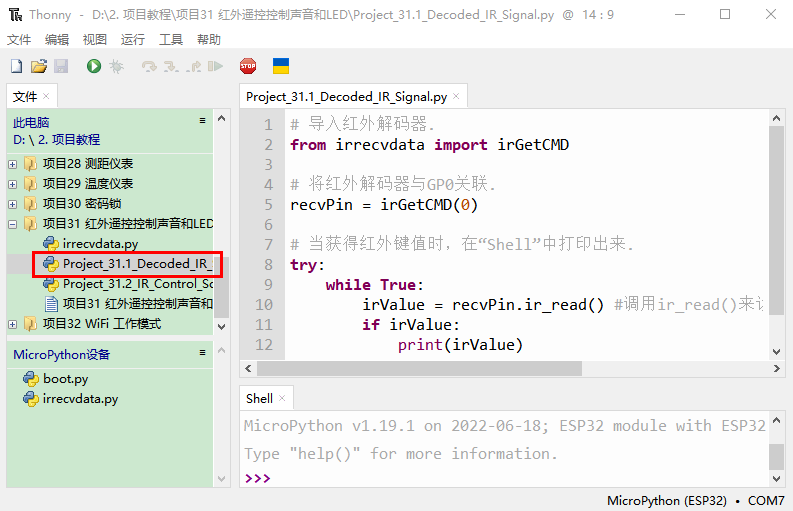 Thonny - D:\2. 项目教程\项目31 红外遥控控制声音和LED\Project_31.1_Decoded_IR_Signal.py @ 14 : 9
文件 编辑 视图 运行 工具 帮助
STOP
文件 ×
此电脑
D: \ 2. 项目教程
项目28 测距仪表
项目29 温度仪表
项目30 密码锁
项目31 红外遥控控制声音和LED
irrecvdata.py
Project_31.1_Decoded_IR_
Project_31.2_IR_Control_So
项目31 红外遥控控制声音和
项目32 WiFi 工作模式
MicroPython设备
boot.py
irrecvdata.py
Project_31.1_Decoded_IR_Signal.py ×
1 # 导入红外解码器.
2 from irrecvdata import irGetCMD
3
4 # 将红外解码器与GP0关联.
5 recvPin = irGetCMD(0)
6
7 # 当获得红外键值时，在“Shell”中打印出来.
8 try:
9 while True:
10 irValue = recvPin.ir_read() #调用ir_read()来
11 if irValue:
12 print(irValue)
Shell ×
MicroPython v1.19.1 on 2022-06-18; ESP32 module with ESP32
Type "help()" for more information.
>>>
MicroPython (ESP32) • COM7